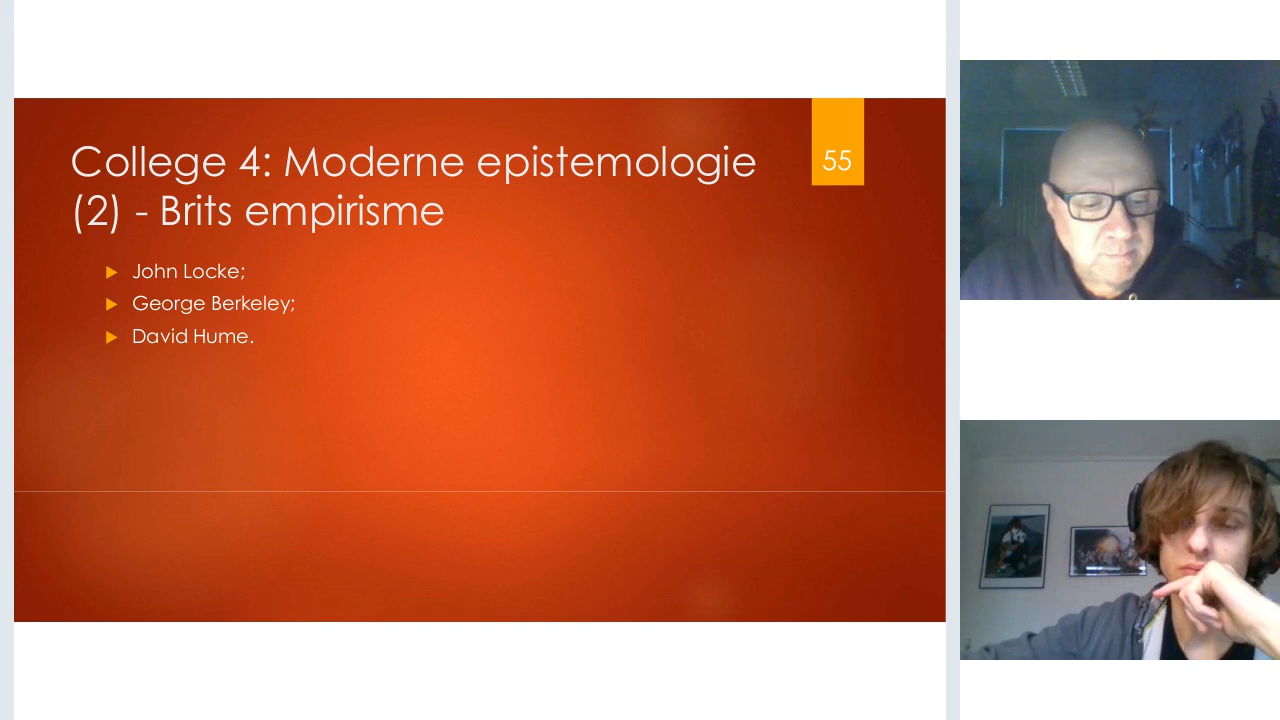 College 4: Moderne epistemologie
(2) - Brits empirisme
55
John Locke;
George Berkeley;
David Hume.